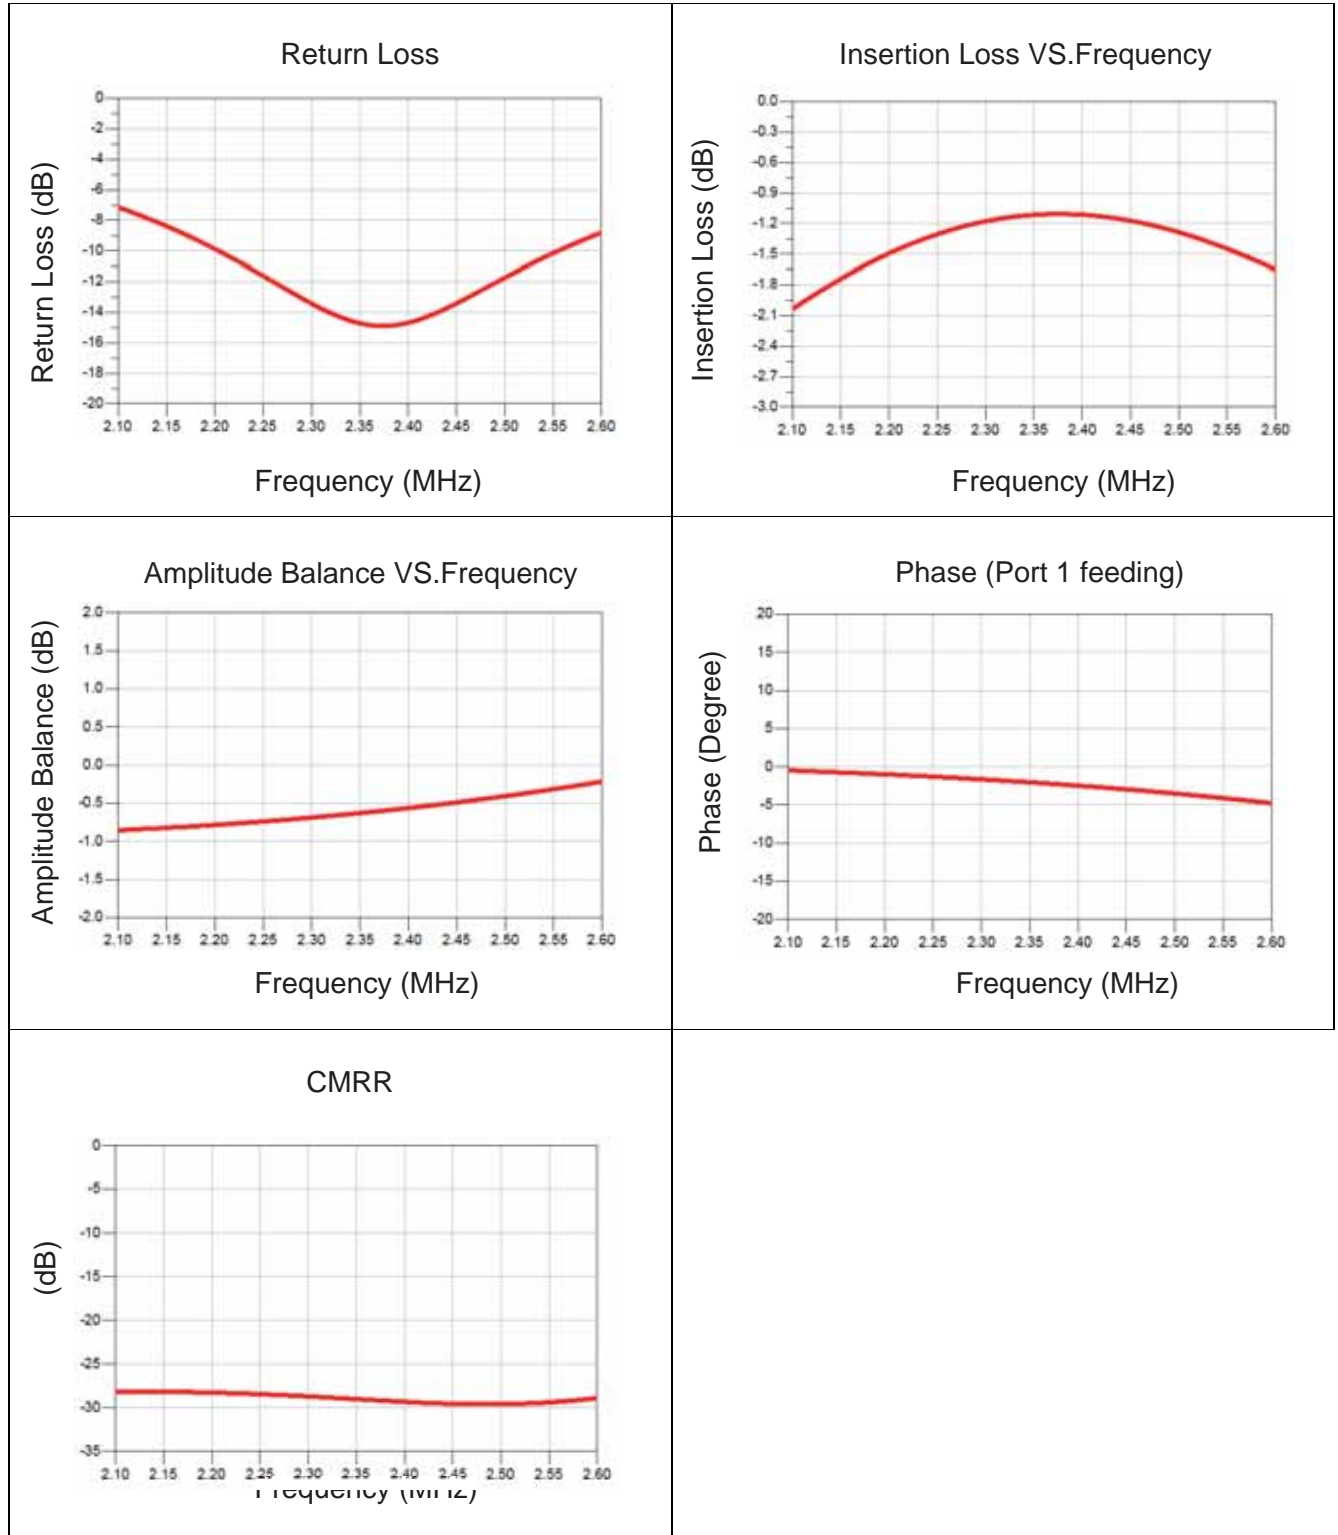 Return Loss
Return Loss (dB)
0
-2
-4
-6
-8
-10
-12
-14
-16
-18
-20
2.10 2.15 2.20 2.25 2.30 2.35 2.40 2.45 2.50 2.55 2.60
Frequency (MHz)
Insertion Loss VS.Frequency
Insertion Loss (dB)
0.0
-0.3
-0.6
-0.9
-1.2
-1.5
-1.8
-2.1
-2.4
-2.7
-3.0
2.10 2.15 2.20 2.25 2.30 2.35 2.40 2.45 2.50 2.55 2.60
Frequency (MHz)
Amplitude Balance VS.Frequency
Amplitude Balance (dB)
2.0
1.5
1.0
0.5
0.0
-0.5
-1.0
-1.5
-2.0
2.10 2.15 2.20 2.25 2.30 2.35 2.40 2.45 2.50 2.55 2.60
Frequency (MHz)
Phase (Port 1 feeding)
Phase (Degree)
20
15
10
5
0
-5
-10
-15
-20
2.10 2.15 2.20 2.25 2.30 2.35 2.40 2.45 2.50 2.55 2.60
Frequency (MHz)
CMRR
(dB)
0
-5
-10
-15
-20
-25
-30
-35
2.10 2.15 2.20 2.25 2.30 2.35 2.40 2.45 2.50 2.55 2.60
Frequency (MHz)